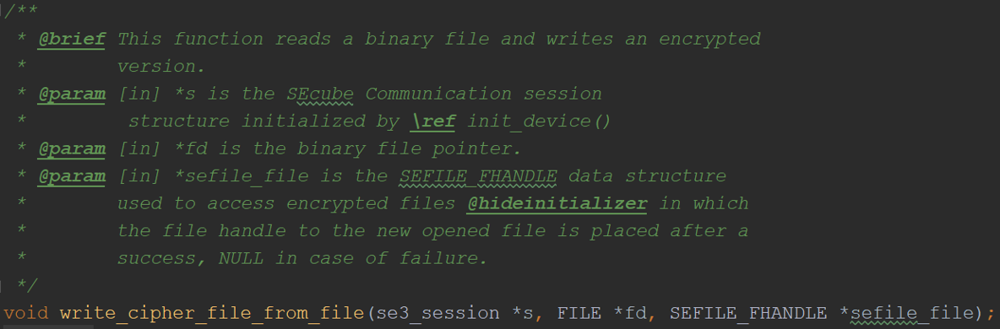 /**
* @brief This function reads a binary file and writes an encrypted
* version.
* @param [in] *s is the SEcube Communication session
* structure initialized by \ref init_device()
* @param [in] *fd is the binary file pointer.
* @param [in] *sefile_file is the SEFILE_FHANDLE data structure
* used to access encrypted files @hideinitializer in which
* the file handle to the new opened file is placed after a
* success, NULL in case of failure.
*/
void write_cipher_file_from_file(se3_session *s, FILE *fd, SEFILE_FHANDLE *sefile_file);